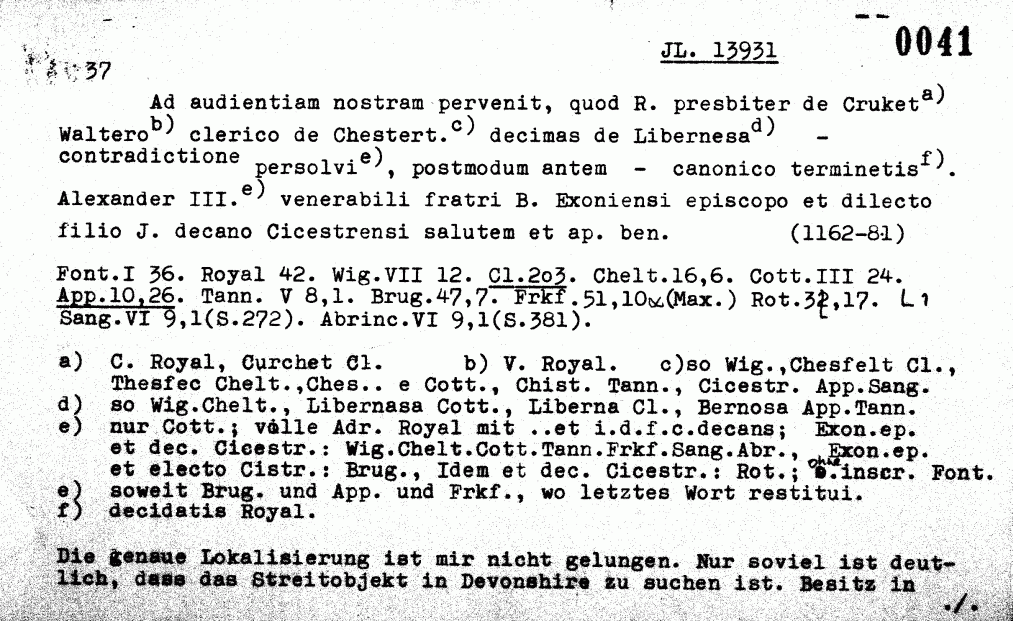 JL. 13931 0041
37
Ad audientiam nostram pervenit, quod R. presbiter de Cruket a)
Waltero b) clerico de Chestert. c) decimas de Libernesa d) –
contradictione persolvi e), postmodum antem – canonico terminetis f).
Alexander III. e) venerabili fratri B. Exoniensi episcopo et dilecto
filio J. decano Cicestrensi salutem et ap. ben. (1162-81)
Font.I 36. Royal 42. Wig.VII 12. Cl.2o3. Chelt.16,6. Cott.III 24.
App.10,26. Tann. V 8,1. Brug.47,7. Frkf.51,10 (Max.) Rot.3 ,17. L 1
Sang.VI 9,1(S.272). Abrinc.VI 9,1(S.381).
a) C. Royal, Curchet Cl. b) V. Royal. c)so Wig.,Chesfelt Cl.,
Thesfec Chelt.,Ches.. e Cott., Chist. Tann., Cicestr. App.Sang.
d) so Wig.Chelt., Libernasa Cott., Liberna Cl., Bernosa App.Tann.
e) nur Cott.; volle Adr. Royal mit ..et i.d.f.c.decans; Exon.ep.
et dec. Cicestr.: Wig.Chelt.Cott.Tann.Frkf.Sang.Abr., Exon.ep.
et electo Cistr.: Brug., Idem et dec. Cicestr.: Rot.; ohne inscr. Font.
e) soweit Brug. und App. und Frkf., wo letztes Wort restitui.
f) decidatis Royal.
Die genaue Lokalisierung ist mir nicht gelungen. Nur soviel ist deut-
lich, dass das Streitobjekt in Devonshire zu suchen ist. Besitz in
./.